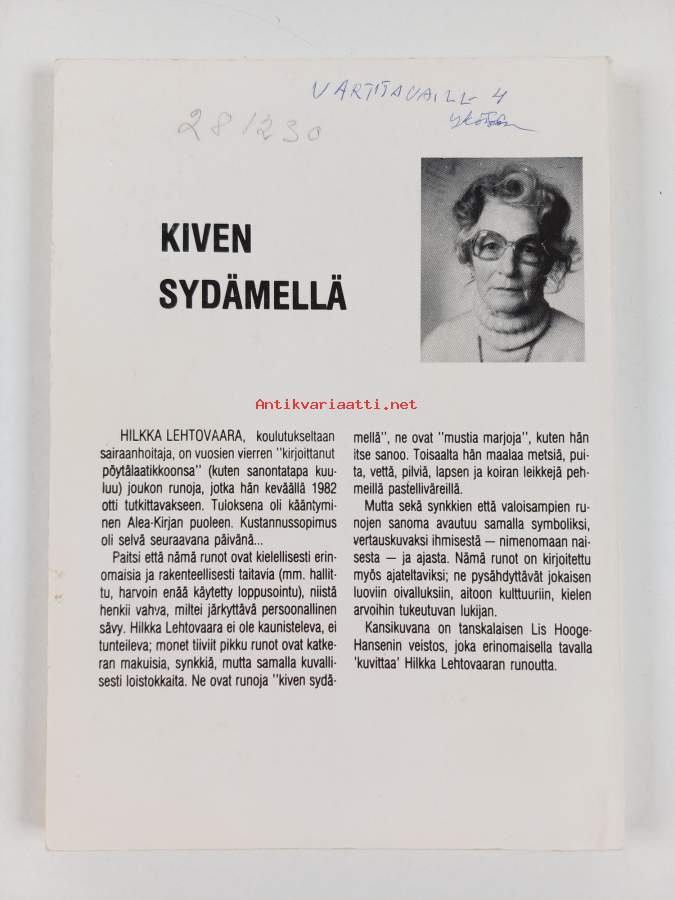 VARTTIAVAILLE 4
281230
KIVEN
SYDÄMELLÄ
Antikvariaatti.net
HILKKA LEHTOVAARA, koulutukseltaan
sairaanhoitaja, on vuosien vierren "kirjoittanut
pöytälaatikkoonsa" (kuten sanontatapa kuu-
luu) joukon runoja, jotka hän keväällä 1982
otti tutkittavakseen. Tuloksena oli kääntymi-
nen Alea-Kirjan puoleen. Kustannussopimus
oli selvä seuraavana päivänä...
Paitsi että nämä runot ovat kielellisesti erin-
omaisia ja rakenteellisesti taitavia (mm. hallit-
tu, harvoin enää käytetty loppusointu), niistä
henkii vahva, miltei järkyttävä persoonallinen
sävy. Hilkka Lehtovaara ei ole kaunisteleva, ei
tunteileva; monet tiiviit pikku runot ovat katke-
ran makuisia, synkkiä, mutta samalla kuvalli-
sesti loistokkaita. Ne ovat runoja "kiven sydä-
mellä", ne ovat "mustia marjoja", kuten hän
itse sanoo. Toisaalta hän maalaa metsiä, pui-
ta, vettä, pilviä, lapsen ja koiran leikkejä peh-
meillä pastelliväreillä.
Mutta sekä synkkien että valoisampien ru-
nojen sanoma avautuu samalla symboliksi,
vertauskuvaksi ihmisestä — nimenomaan nai-
sesta — ja ajasta. Nämä runot on kirjoitettu
myös ajateltaviksi; ne pysähdyttävät jokaisen
luoviin oivalluksiin, aitoon kulttuuriin, kielen
arvoihin tukeutuvan lukijan.
Kansikuvana on tanskalaisen Lis Hooge-
Hansenin veistos, joka erinomaisella tavalla
'kuvittaa' Hilkka Lehtovaaran runoutta.